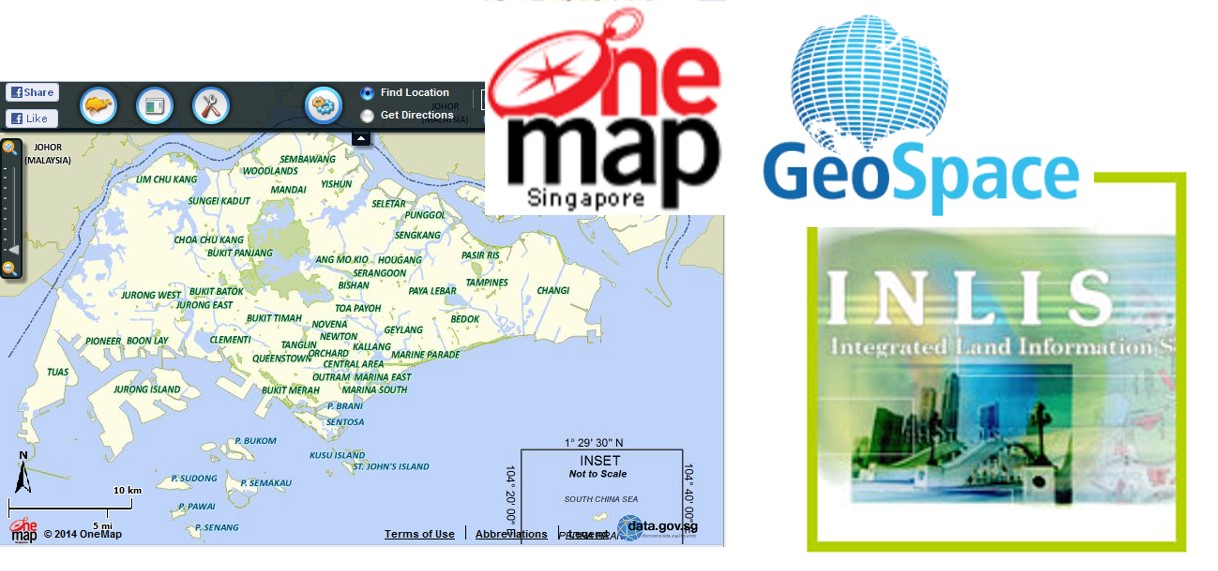 Share
Like
Find Location
Get Directions
One
map
Singapore
GeoSpace
JOHOR
(MALAYSIA)
JOHOR
SEMBAWANG
WOODLANDS
LIM CHU KANG
MANDAI
YISHUN
SUNGEI KADUT
SELETAR
PUNGGOL
SENGKANG
CHOA CHU KANG
BUKIT PANJANG
ANG MO KIO
HOUGANG
PASIR RIS
SERANGOON
BISHAN
TAMPINES
JURONG WEST
BUKIT BATOK
PAYA LEBAR
CHANGI
JURONG EAST
TOA PAYOH
BUKIT TIMAH
NOVENA
BEDOK
GEYLANG
PIONEER
BOON LAY
CLEMENTI
NEWTON
TANGLIN
KALLANG
ORCHARD
MARINE PARADE
QUEENSTOWN
CENTRAL AREA
TUAS
OUTRAM
MARINA EAST
JURONG ISLAND
BUKIT MERAH
MARINA SOUTH
P. BRANI
SENTOSA
P. BUKOM
KUSU ISLAND
ST. JOHN'S ISLAND
P. SUDONG
P. SEMAKAU
P. PAWAI
P. SENANG
N
10 km
5 mi
One
map
© 2014 OneMap
1° 29' 30" N
INSET
Not to Scale
SOUTH CHINA SEA
104° 20' 00" E
104° 40' 00"
Terms of Use
Abbreviations
data.gov.sg
INLIS
Integrated Land Information S